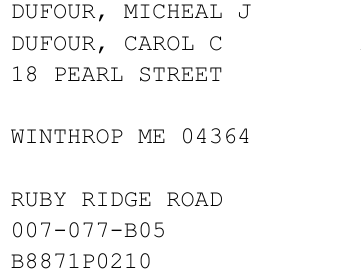 DUFOUR, MICHEAL J
DUFOUR, CAROL C
18 PEARL STREET
WINTHROP ME 04364
RUBY RIDGE ROAD
007-077-B05
B8871P0210